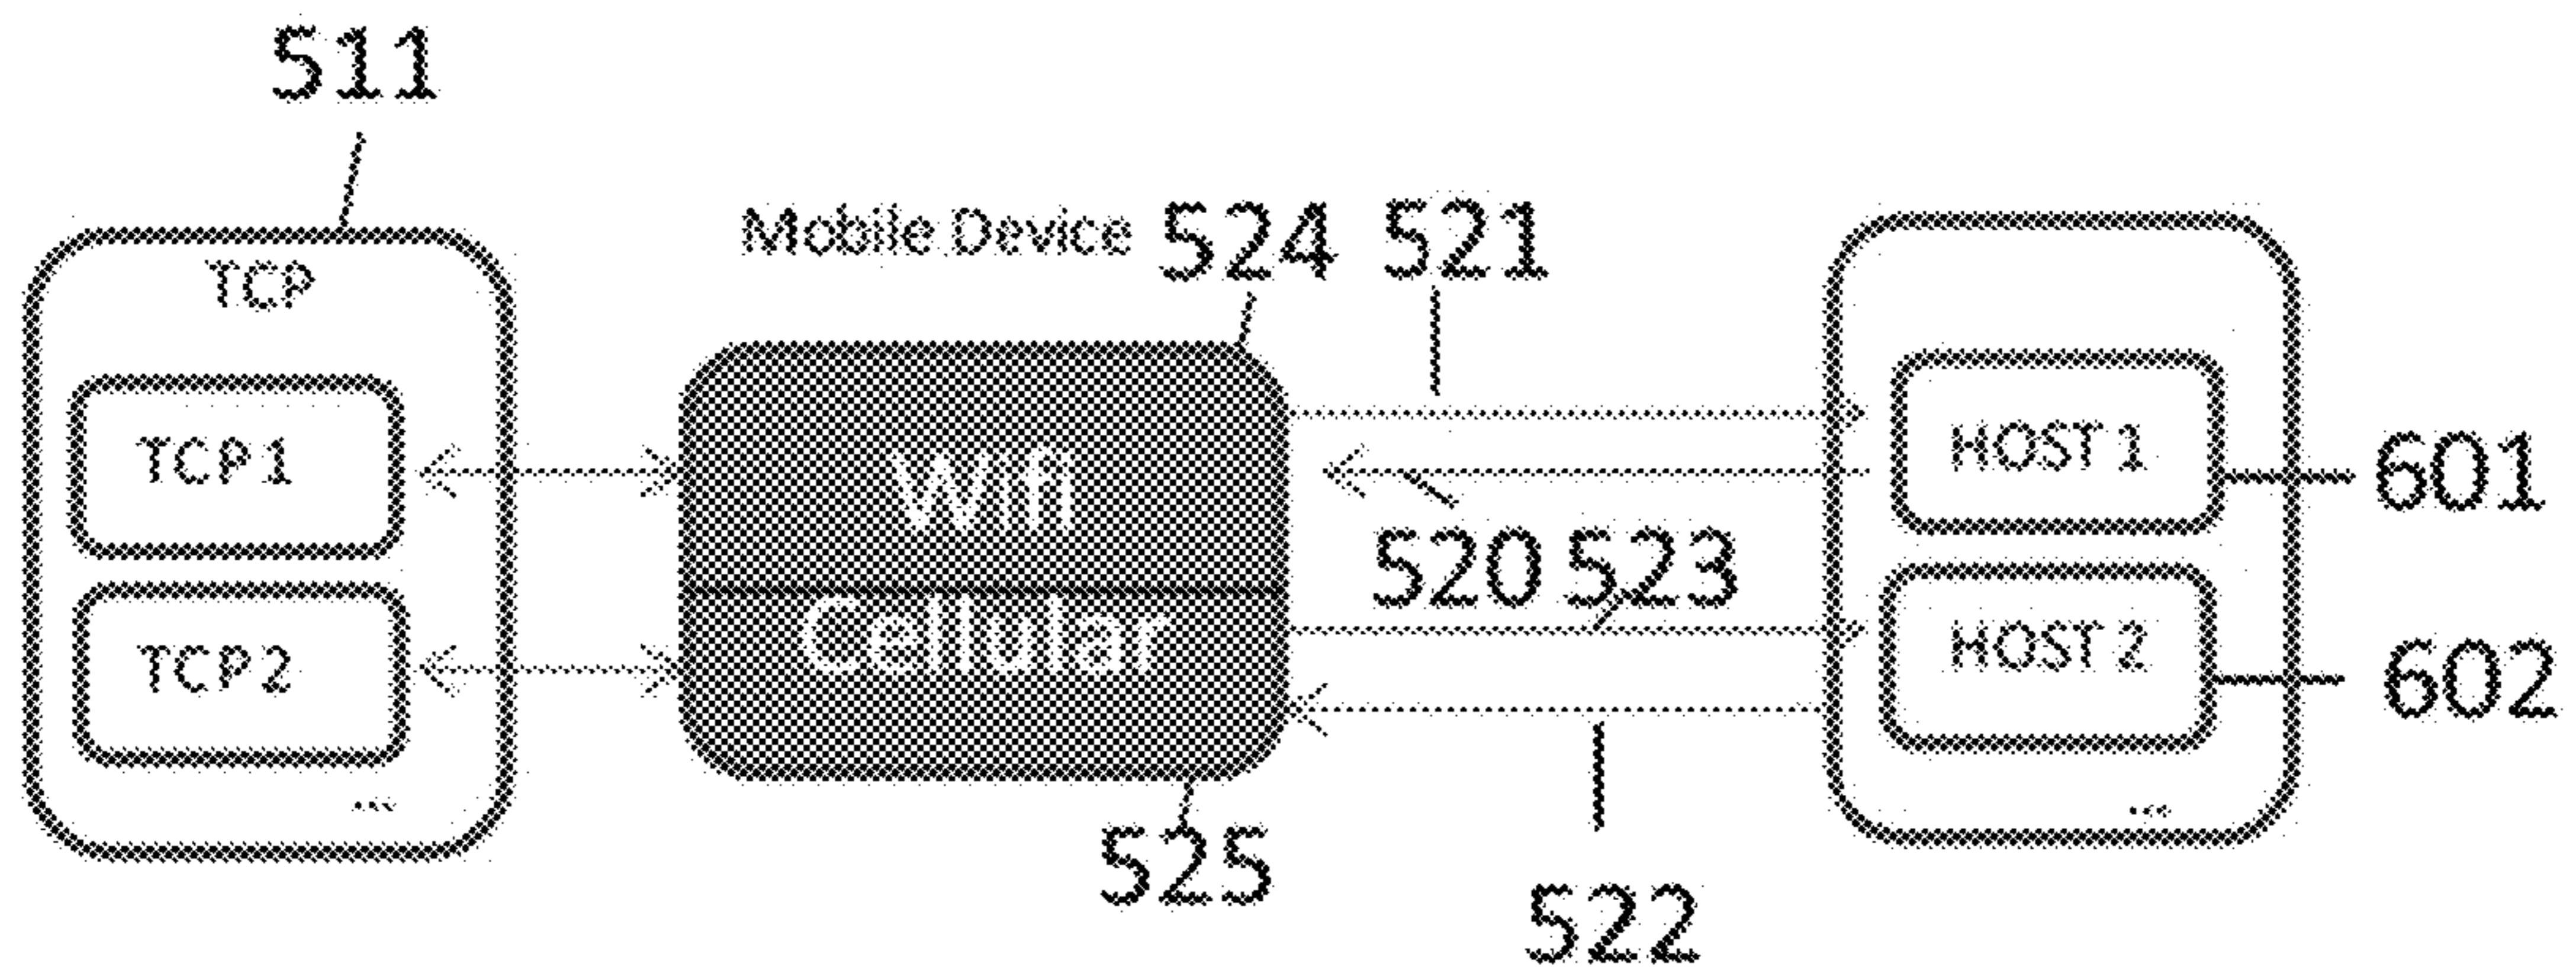 511
Mobile Device 524 521
TCP
TCP 1
Wifi
HOST 1
601
520 523
TCP 2
Cellular
HOST 2
602
...
...
525
522